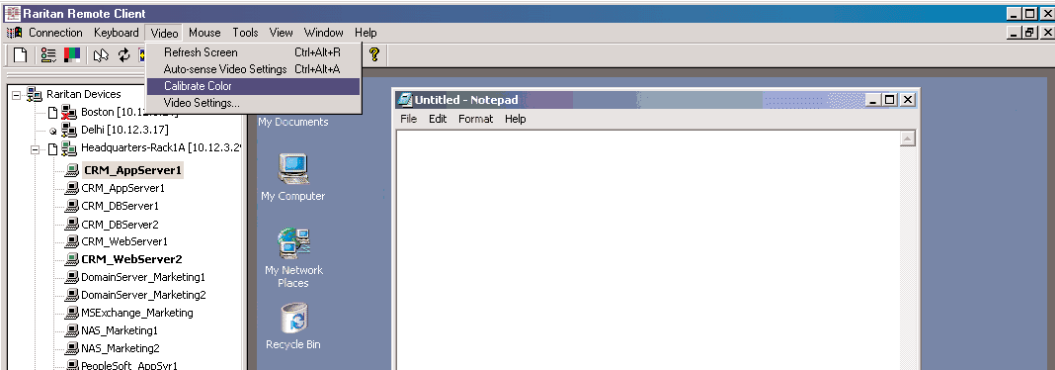 Raritan Remote Client
Connection Keyboard Video Mouse Tools View Window Help
Refresh Screen Ctrl+Alt+R
Auto-sense Video Settings Ctrl+Alt+A
Calibrate Color
Video Settings...
Raritan Devices
Boston
Delhi [10.12.3.17]
Headquarters-Rack1A
CRM_AppServer1
CRM_AppServer1
CRM_DBServer1
CRM_DBServer2
CRM_WebServer1
CRM_WebServer2
DomainServer_Marketing1
DomainServer_Marketing2
MSExchange_Marketing
NAS_Marketing1
NAS_Marketing2
PeopleSoft_AppSvr1
My Documents
My Computer
My Network
Places
Recycle Bin
Untitled - Notepad
File Edit Format Help